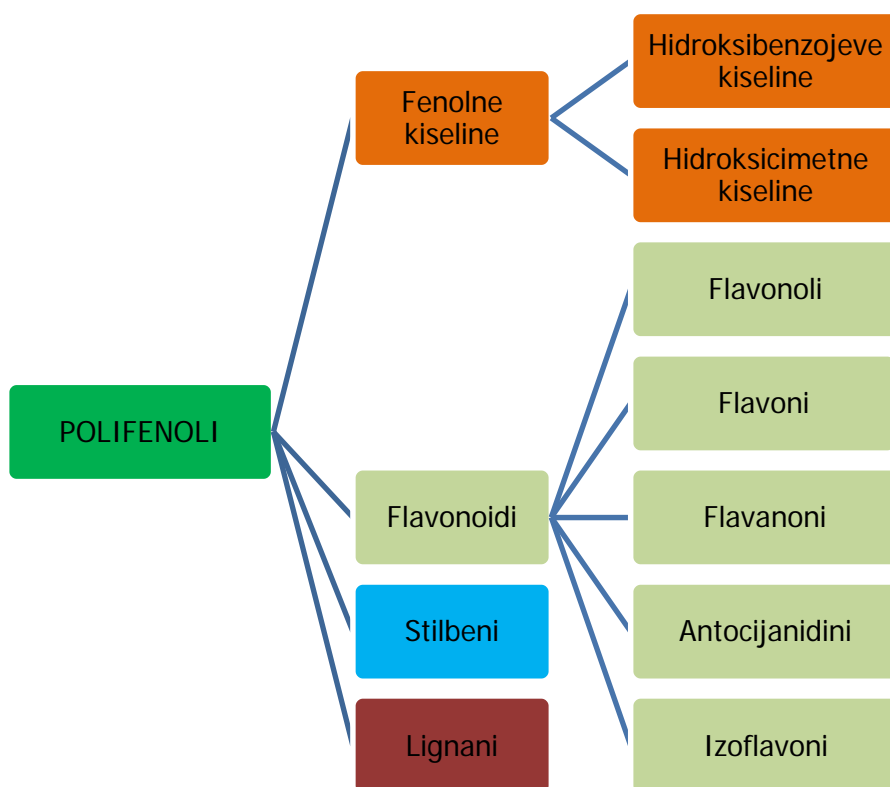 POLIFENOLI
Fenolne
kiseline
Hidroksibenzojeve
kiseline
Hidroksicimetne
kiseline
Flavonoidi
Flavonoli
Flavoni
Flavanoni
Antocijanidini
Izoflavoni
Stilbeni
Lignani